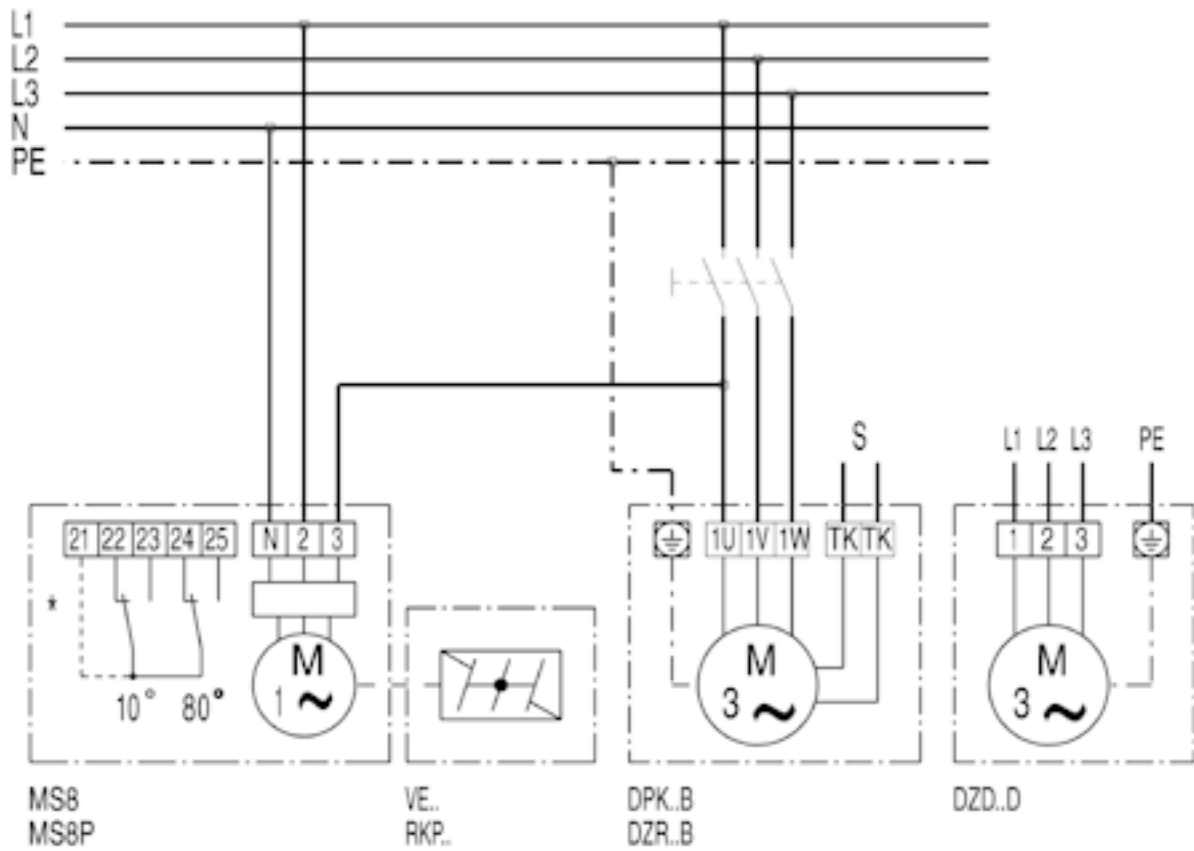 L1
L2
L3
N
PE
S
L1 L2 L3 PE
21 22 23 24 25 N 2 3
1U 1V 1W TK TK
1 2 3
*
10° 80°
M
1 ~
M
3 ~
M
3 ~
MS8
MS8P
VE..
RKP..
DPK..B
DZR..B
DZD..D